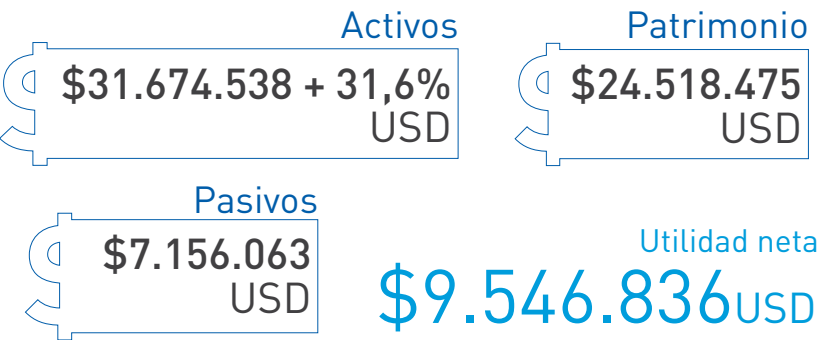 Activos
$31.674.538 + 31,6%
USD
Patrimonio
$24.518.475
USD
Pasivos
$7.156.063
USD
Utilidad neta
$9.546.836USD